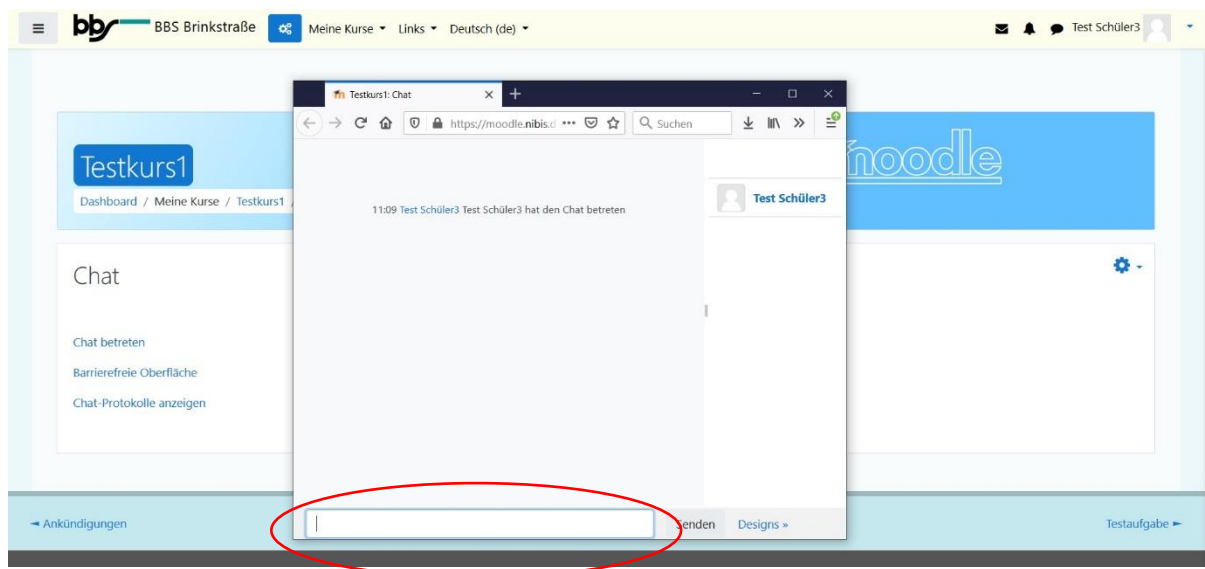 bbs BBS Brinkstraße Meine Kurse Links Deutsch (de) Test Schüler3
Testkurs1: Chat
https://moodle.nibis.d Suchen
moodle
Testkurs1
Dashboard / Meine Kurse / Testkurs1 /
Test Schüler3
11:09 Test Schüler3 Test Schüler3 hat den Chat betreten
Chat
Chat betreten
Barrierefreie Oberfläche
Chat-Protokolle anzeigen
Ankündigungen
Senden Designs »
Testaufgabe